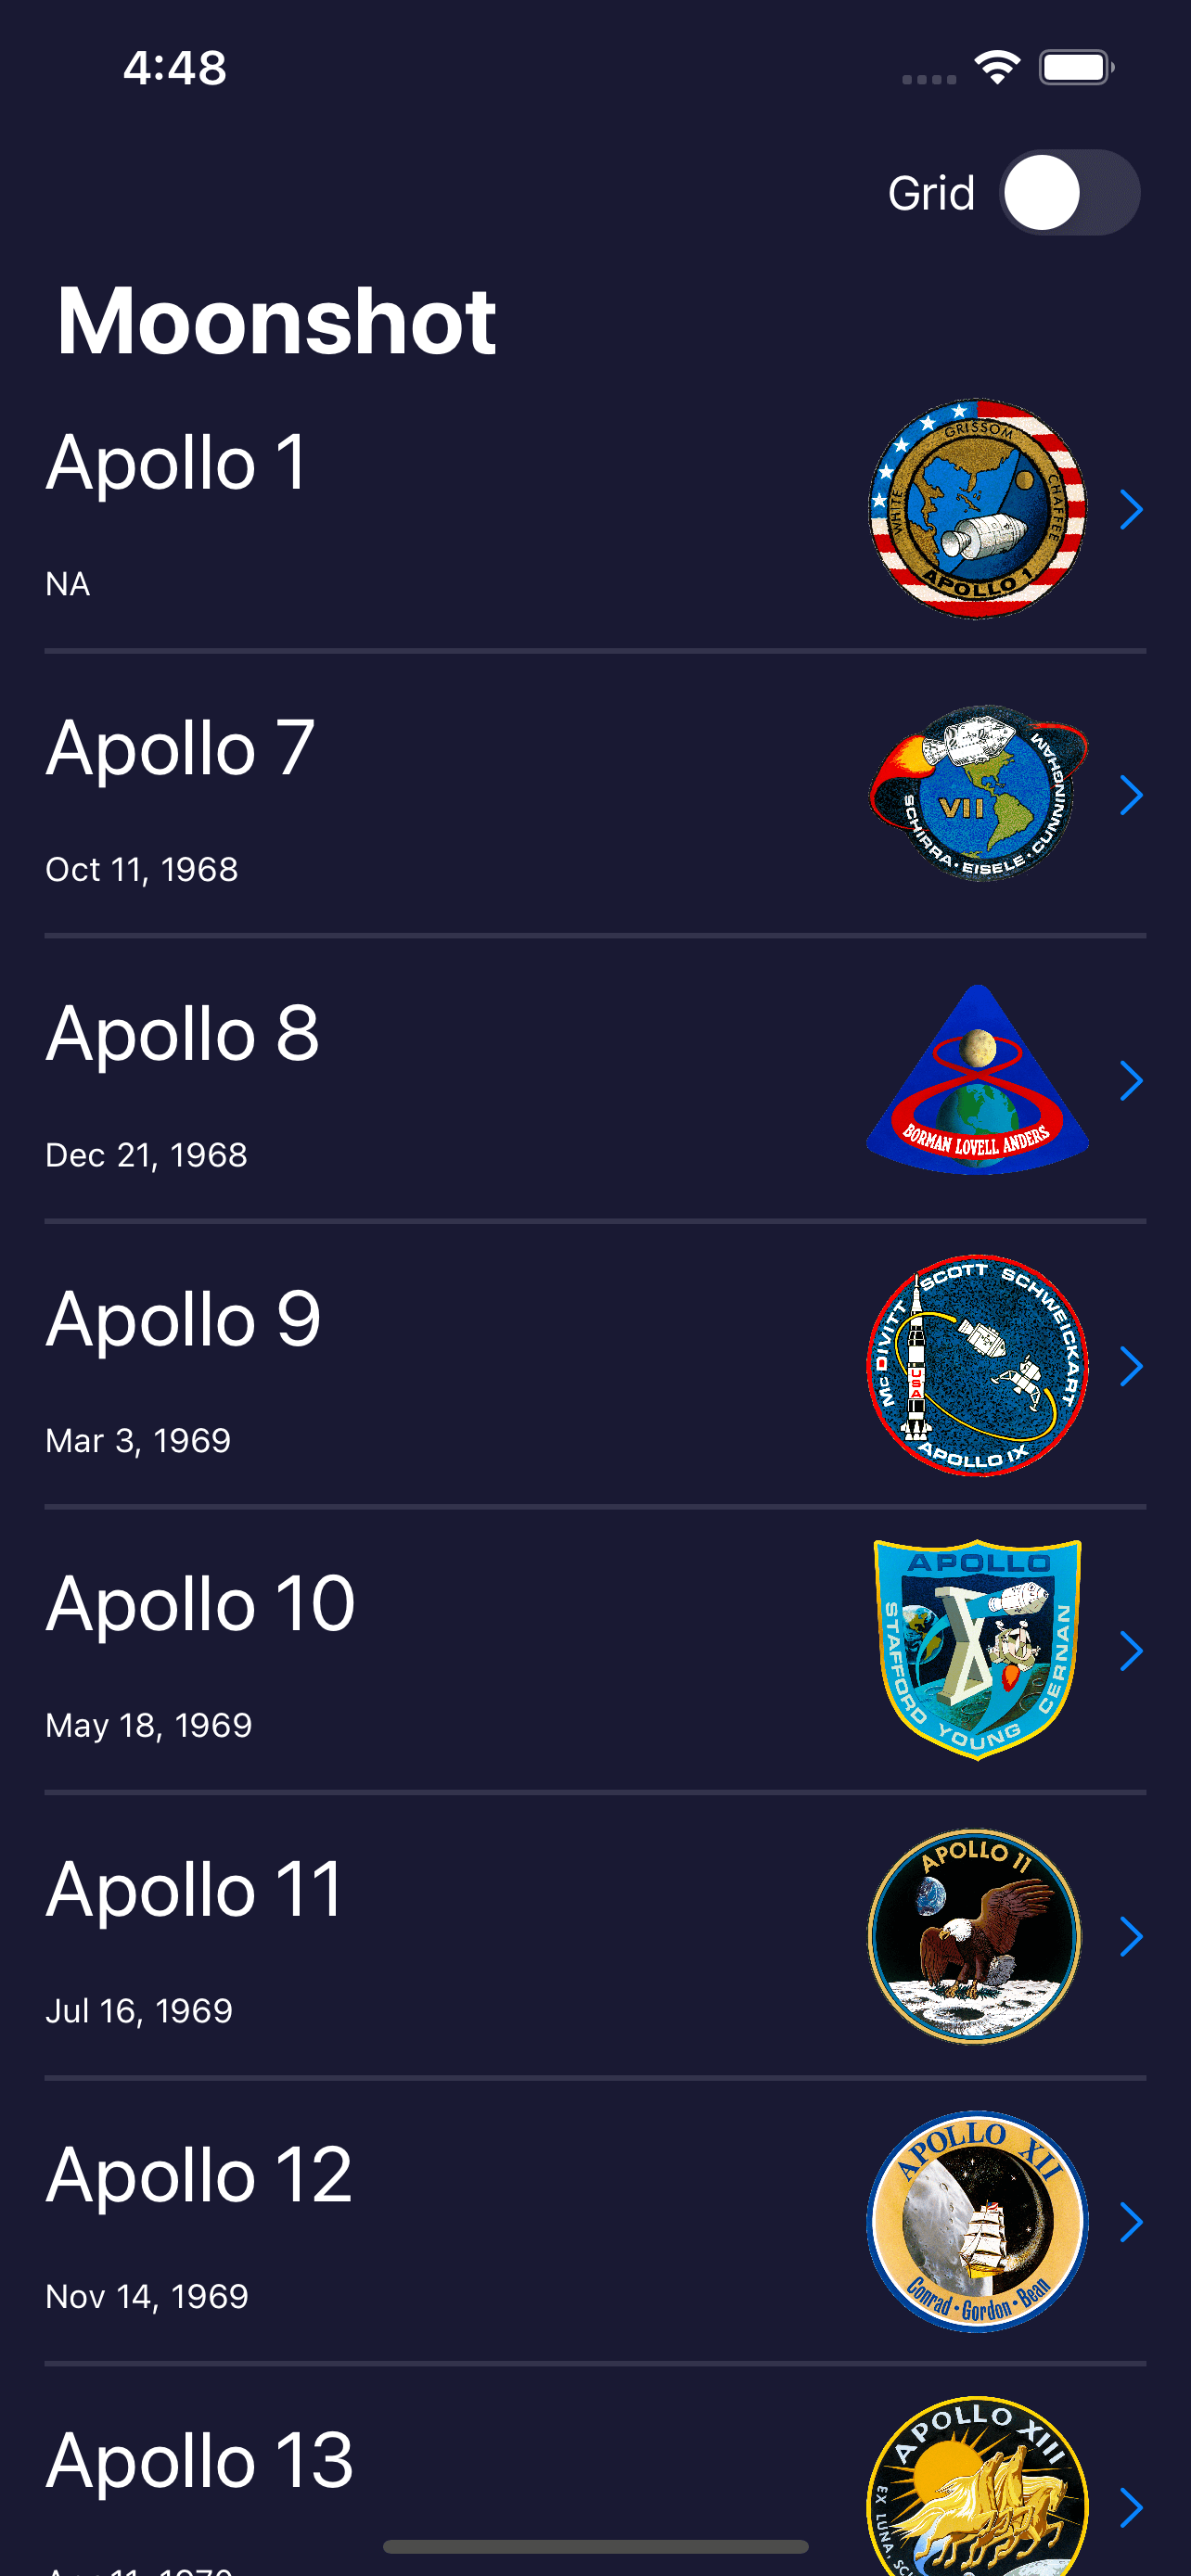 4:48
Grid
Moonshot
Apollo 1
NA
GRISSOM
WHITE
CHAFFEE
APOLLO 1
Apollo 7
Oct 11, 1968
VII
SCHIRRA • EISELE • CUNNINGHAM
Apollo 8
Dec 21, 1968
BORMAN LOVELL ANDERS
Apollo 9
Mar 3, 1969
McDIVITT SCOTT SCHWEICKART
USA
APOLLO IX
Apollo 10
May 18, 1969
APOLLO
X
STAFFORD YOUNG CERNAN
Apollo 11
Jul 16, 1969
APOLLO 11
Apollo 12
Nov 14, 1969
APOLLO XII
Conrad • Gordon • Bean
Apollo 13
APOLLO XIII
EX LUNA,